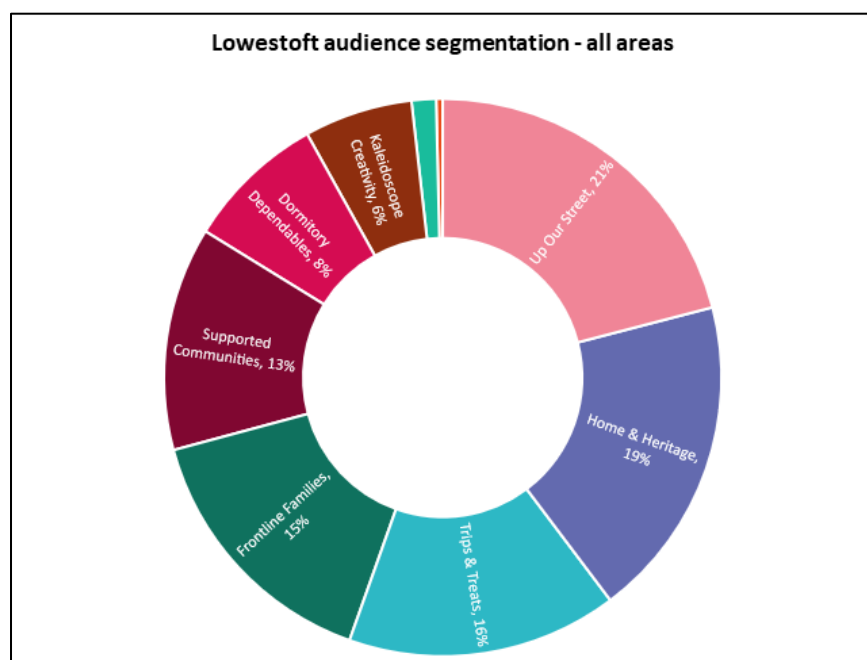 Lowestoft audience segmentation - all areas
Kaleidoscope
Creativity, 6%
Up Our Street, 21%
Dormitory
Dependables, 8%
Supported
Communities, 13%
Home & Heritage,
19%
Frontline Families,
15%
Trips & Treats, 16%